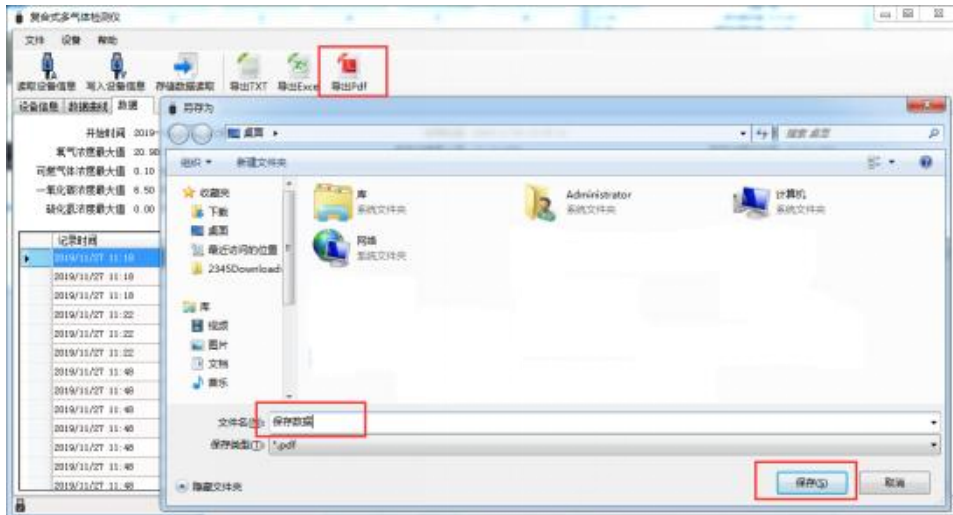 复合式多气体检测仪
文件 设备 帮助
读取设备信息 写入设备信息 存储数据读取 导出TXT 导出Excel 导出Pdf
设备信息 数据曲线 数据
开始时间 2019-
氧气浓度最大值 20.90
可燃气体浓度最大值 0.10
一氧化碳浓度最大值 6.50
硫化氢浓度最大值 0.00
记录时间
2019/11/27 11:18
2019/11/27 11:18
2019/11/27 11:18
2019/11/27 11:22
2019/11/27 11:22
2019/11/27 11:22
2019/11/27 11:48
2019/11/27 11:48
2019/11/27 11:48
2019/11/27 11:48
2019/11/27 11:48
2019/11/27 11:48
2019/11/27 11:48
另存为
桌面
搜索 桌面
组织 新建文件夹
收藏夹
下载
桌面
最近访问的位置
2345Download
库
视频
图片
文档
音乐
库
系统文件夹
Administrator
系统文件夹
计算机
系统文件夹
网络
系统文件夹
文件名(N): 保存数据
保存类型(T): *.pdf
隐藏文件夹
保存(S) 取消